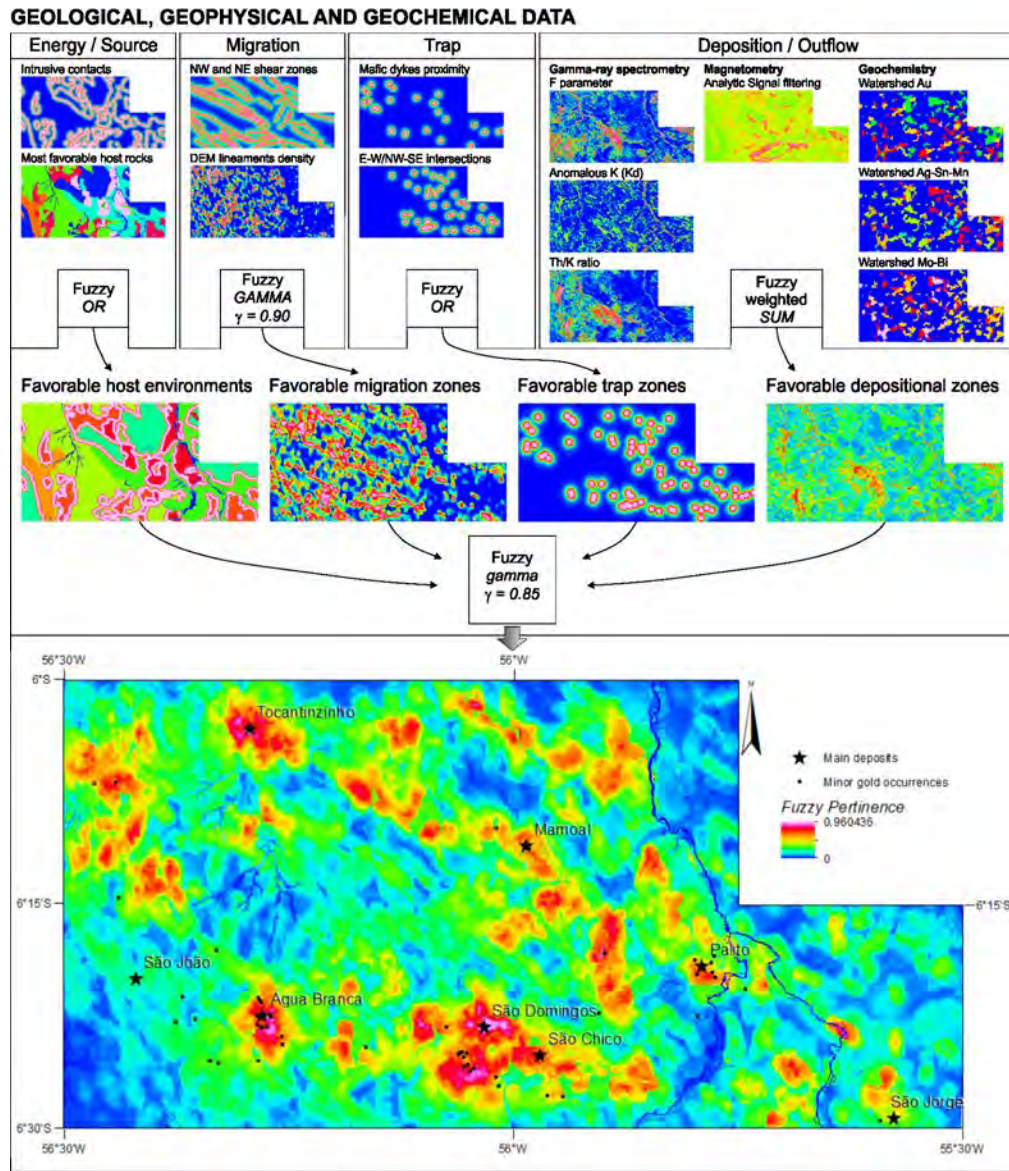 GEOLOGICAL, GEOPHYSICAL AND GEOCHEMICAL DATA
Energy / Source
Migration
Trap
Deposition / Outflow
Intrusive contacts
Most favorable host rocks
NW and NE shear zones
DEM lineaments density
Mafic dykes proximity
E-W/NW-SE intersections
Gamma-ray spectrometry
F parameter
Anomalous K (Kd)
Th/K ratio
Magnetometry
Analytic Signal filtering
Geochemistry
Watershed Au
Watershed Ag-Sn-Mn
Watershed Mo-Bi
Fuzzy
OR
Fuzzy
GAMMA
γ = 0.90
Fuzzy
OR
Fuzzy
weighted
SUM
Favorable host environments
Favorable migration zones
Favorable trap zones
Favorable depositional zones
Fuzzy
gamma
γ = 0.85
56°30'W
56°W
6°S
Tocantinzinho
N
Main deposits
Minor gold occurrences
Fuzzy Pertinence
0.960436
0
Mamoal
6°15'S
6°15'S
São João
Palito
Agua Branca
São Domingos
São Chico
São Jorge
6°30'S
56°30'W
56°W
55°30'W